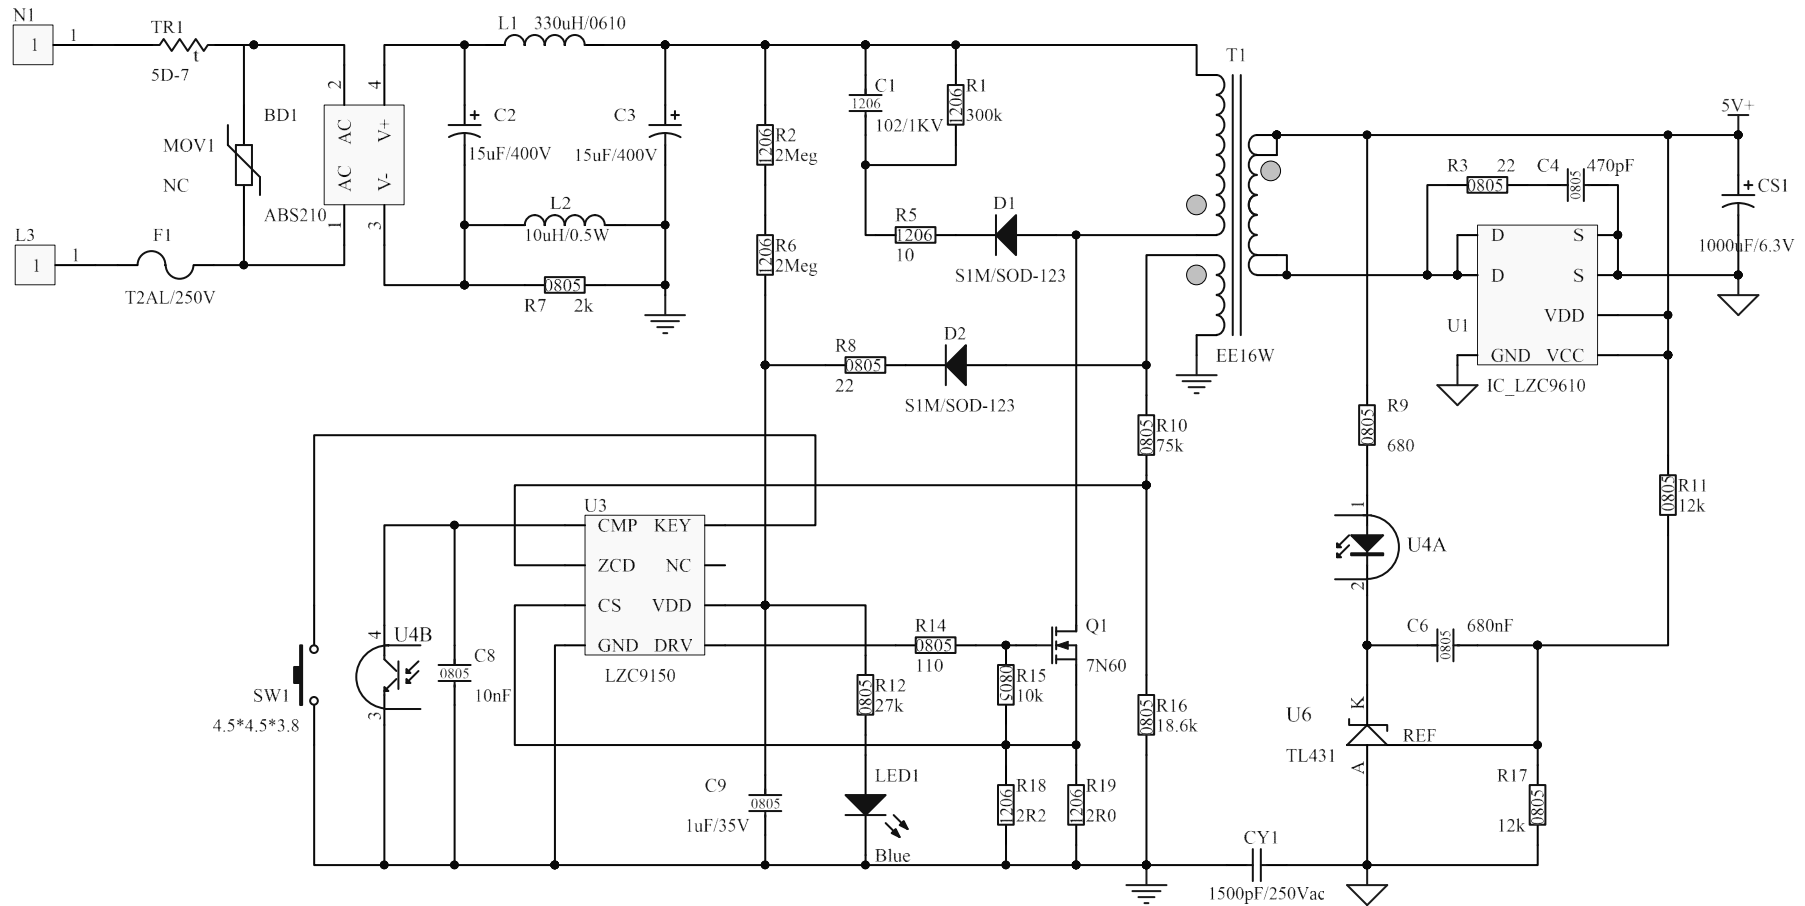 N1
1
1
TR1
t
5D-7
L1 330uH/0610
BD1
MOV1
NC
2
4
AC
V+
AC
V-
1
3
ABS210
L3
1
1
F1
T2AL/250V
+
C2
15uF/400V
C3
+
15uF/400V
L2
10uH/0.5W
0805
R7 2k
1206
R2
2Meg
1206
R6
2Meg
C1
1206
102/1KV
1206
R1
300k
R5
1206
10
D1
S1M/SOD-123
R8
0805
22
D2
S1M/SOD-123
T1
EE16W
0805
R10
75k
5V+
R3 22
0805
C4 470pF
0805
+
CS1
1000uF/6.3V
D S
D S
VDD
GND VCC
U1
IC_LZC9610
0805
R9
680
0805
R11
12k
1
U4A
2
C6 680nF
0805
K
U6
TL431
REF
A
R17
0805
12k
U3
CMP KEY
ZCD NC
CS VDD
GND DRV
LZC9150
4
U4B
3
SW1
4.5*4.5*3.8
C8
0805
10nF
R14
0805
110
0805
R15
10k
Q1
7N60
0805
R12
27k
0805
R16
18.6k
LED1
Blue
C9
0805
1uF/35V
1206
R18
2R2
1206
R19
2R0
CY1
1500pF/250Vac